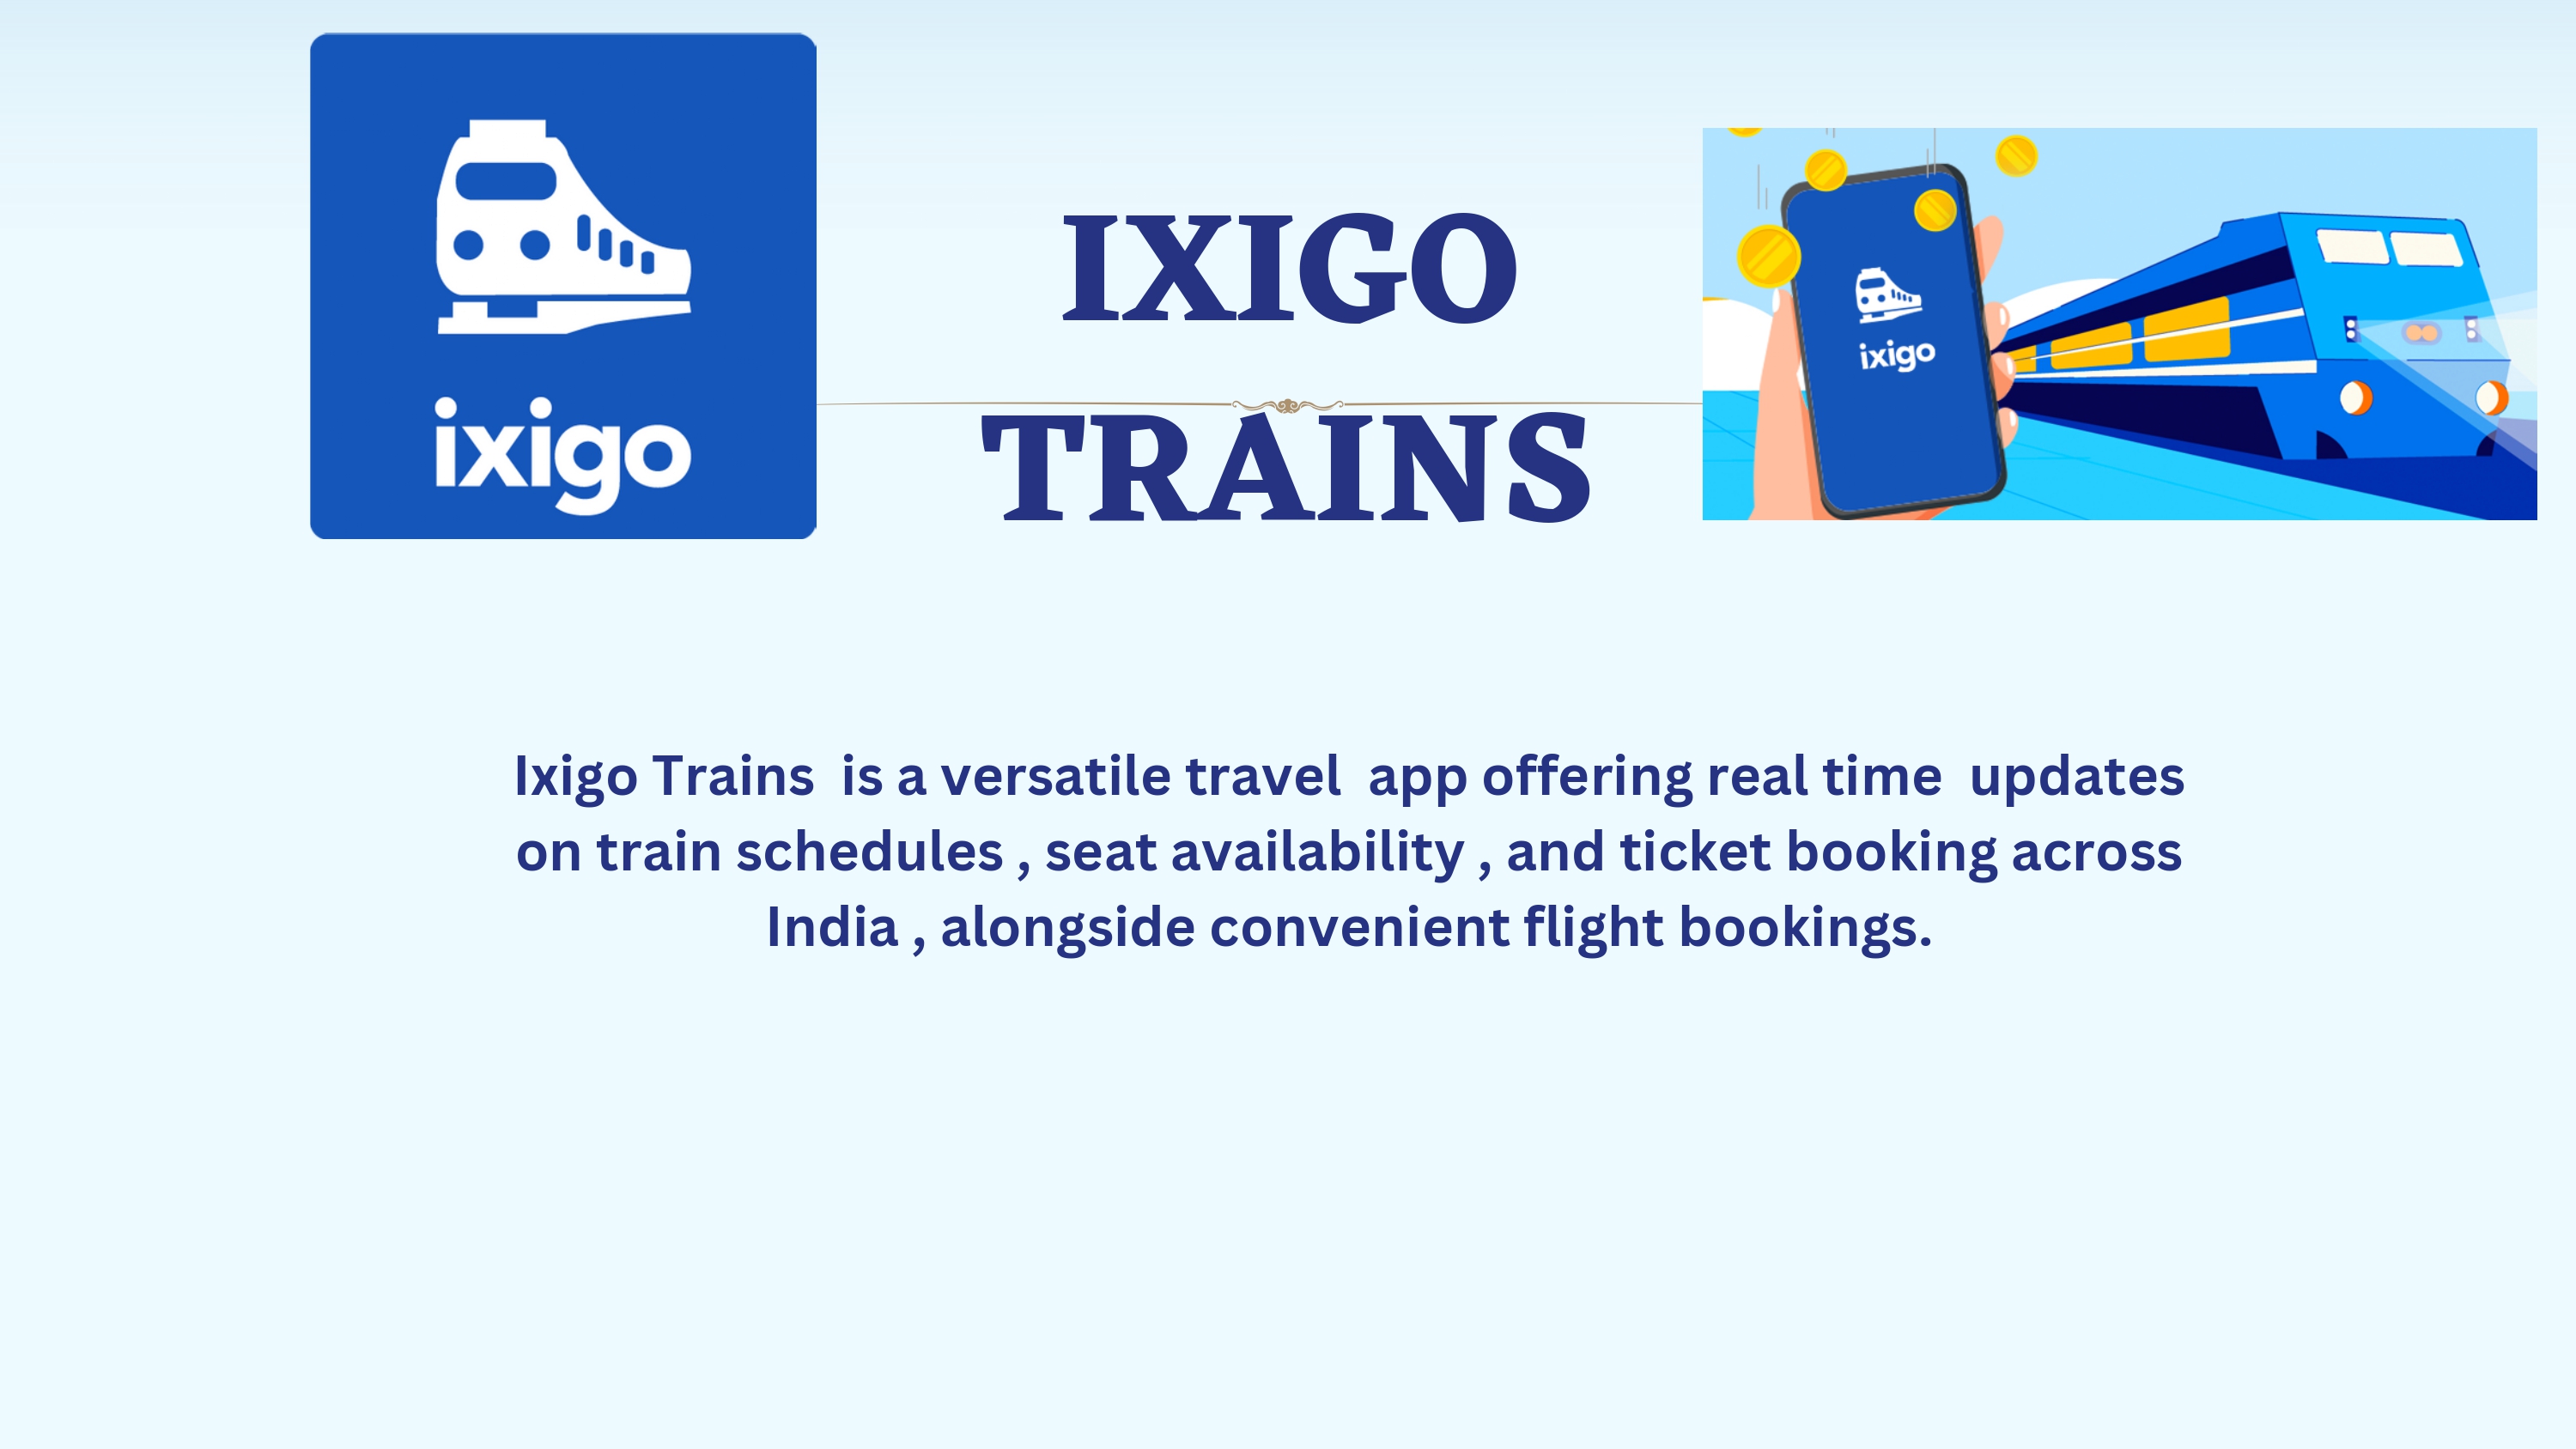 ixigo
IXIGO
TRAINS
ixigo
Ixigo Trains  is a versatile travel  app offering real time  updates
on train schedules , seat availability , and ticket booking across
India , alongside convenient flight bookings.